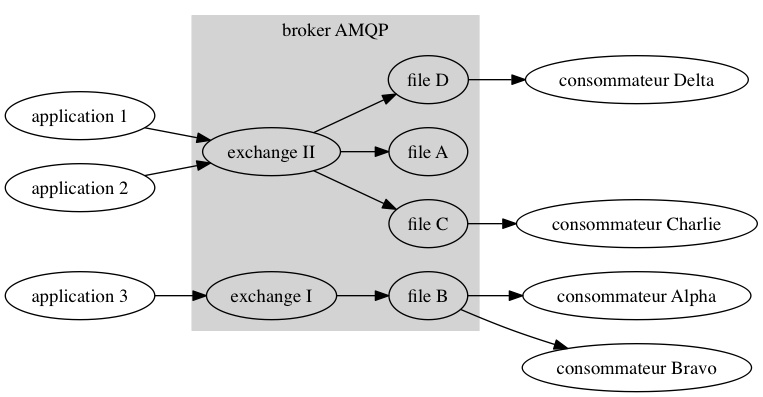 broker AMQP
file D
consommateur Delta
application 1
exchange II
file A
application 2
file C
consommateur Charlie
application 3
exchange I
file B
consommateur Alpha
consommateur Bravo